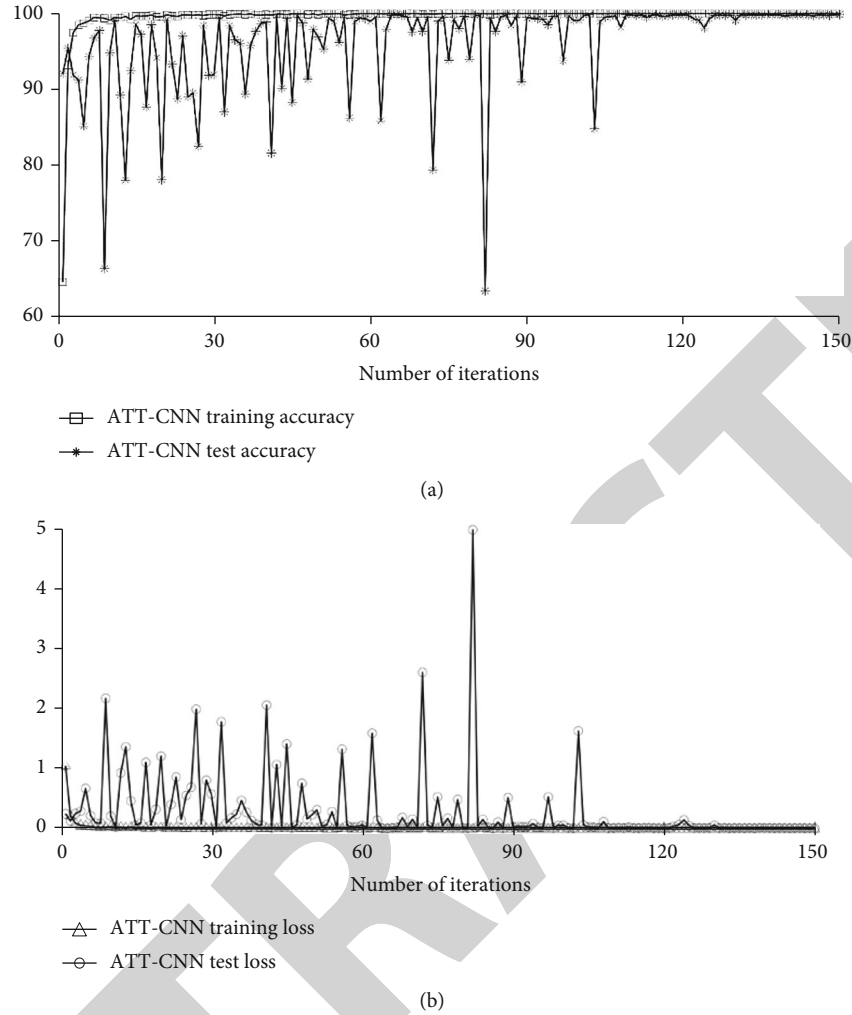 100
90
80
70
60
0 30 60 90 120 150
Number of iterations
ATT-CNN training accuracy
ATT-CNN test accuracy
(a)
5
4
3
2
1
0
0 30 60 90 120 150
Number of iterations
ATT-CNN training loss
ATT-CNN test loss
(b)